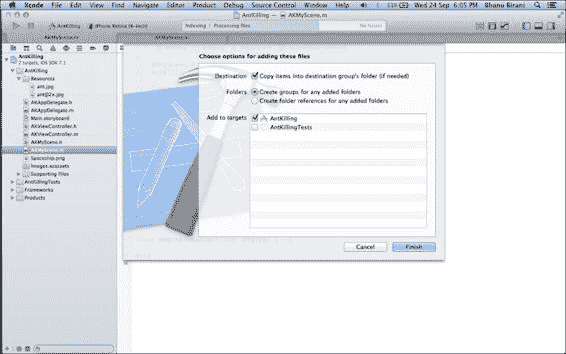 Xcode File Edit View Find Navigate Editor Product Debug Source Control Window Help
Wed 24 Sep 6:05 PM Bhanu Birani
AntKilling — AKMyScene.m
AntKilling iPhone Retina (4-inch)
Indexing | Processing files
No Issues
AKMyScene.m
AntKilling
2 targets, iOS SDK 7.1
AntKilling
Resources
ant.jpg
ant@2x.jpg
AKAppDelegate.h
AKAppDelegate.m
Main.storyboard
AKViewController.h
AKViewController.m
AKMyScene.h
Spaceship.png
Images.xcassets
Supporting Files
AntKillingTests
Frameworks
Products
Choose options for adding these files
Destination Copy items into destination group's folder (if needed)
Folders Create groups for any added folders
Create folder references for any added folders
Add to targets AntKilling
AntKillingTests
Cancel Finish